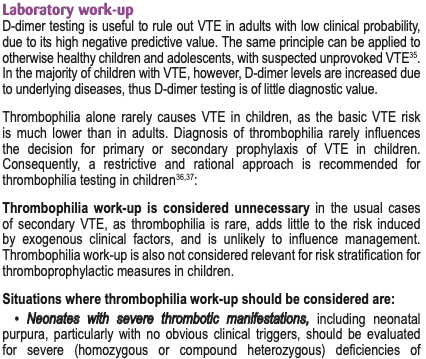 Laboratory work-up
D-dimer testing is useful to rule out VTE in adults with low clinical probability,
due to its high negative predictive value. The same principle can be applied to
otherwise healthy children and adolescents, with suspected unprovoked VTE35.
In the majority of children with VTE, however, D-dimer levels are increased due
to underlying diseases, thus D-dimer testing is of little diagnostic value.
Thrombophilia alone rarely causes VTE in children, as the basic VTE risk
is much lower than in adults. Diagnosis of thrombophilia rarely influences
the decision for primary or secondary prophylaxis of VTE in children.
Consequently, a restrictive and rational approach is recommended for
thrombophilia testing in children36,37:
Thrombophilia work-up is considered unnecessary in the usual cases
of secondary VTE, as thrombophilia is rare, adds little to the risk induced
by exogenous clinical factors, and is unlikely to influence management.
Thrombophilia work-up is also not considered relevant for risk stratification for
thromboprophylactic measures in children.
Situations where thrombophilia work-up should be considered are:
• Neonates with severe thrombotic manifestations, including neonatal
purpura, particularly with no obvious clinical triggers, should be evaluated
for severe (homozygous or compound heterozygous) deficiencies of